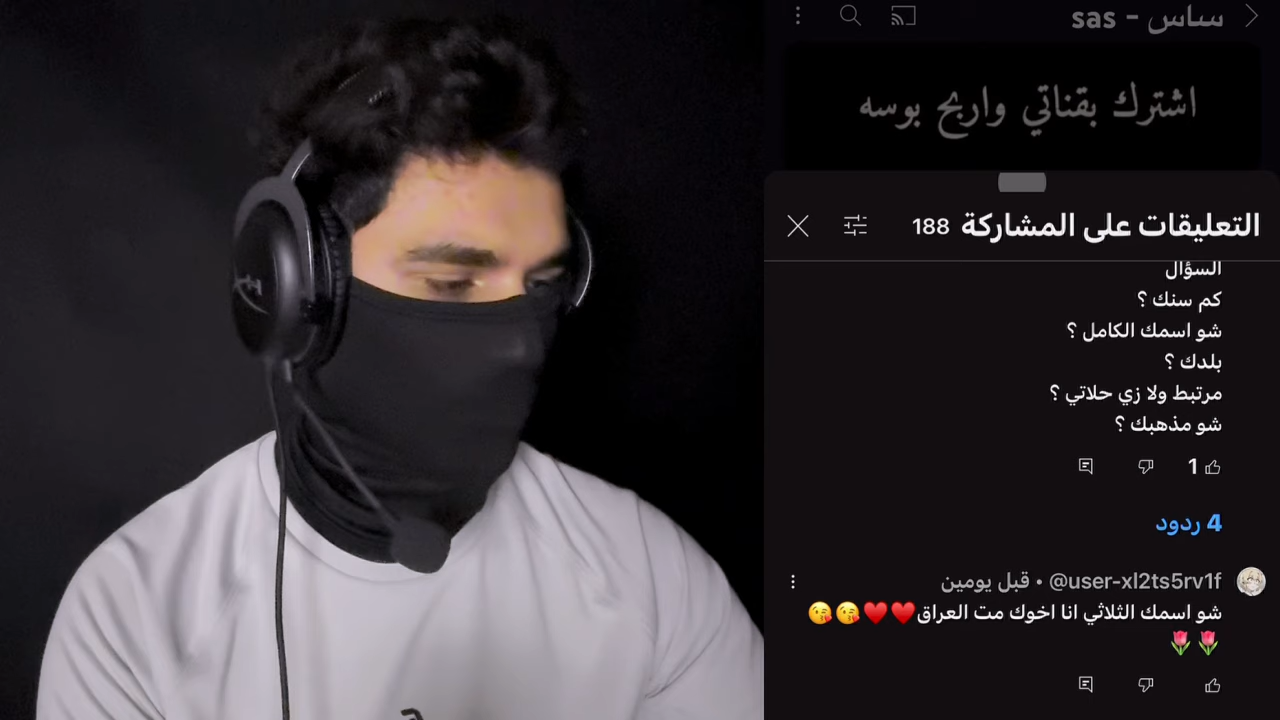 ساس - sas
اشترك بقناتي واربح بوسه
التعليقات على المشاركة 188
السؤال
كم سنك ؟
شو اسمك الكامل ؟
بلدك ؟
مرتبط ولا زي حلاتي ؟
شو مذهبك ؟
1
4 ردود
@user-xl2ts5rv1f • قبل يومين
شو اسمك الثلاثي انا اخوك مت العراق❤️❤️😘😘
🌷🌷